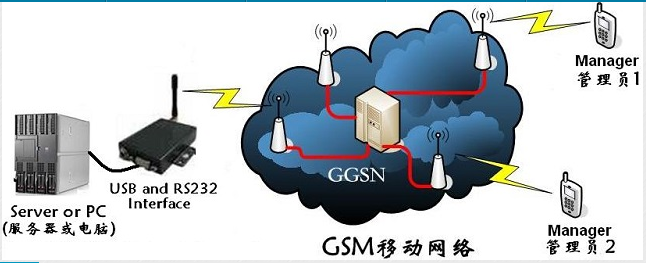 Server or PC
(服务器或电脑)
USB and RS232
Interface
GGSN
GSM移动网络
Manager
管理员1
Manager
管理员2